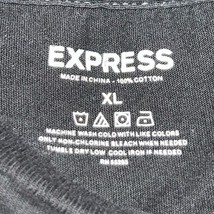 EXPRESS
MADE IN CHINA - 100% COTTON
XL
MACHINE WASH COLD WITH LIKE COLORS
ONLY NON-CHLORINE BLEACH WHEN NEEDED
TUMBLE DRY LOW COOL IRON IF NEEDED
RN